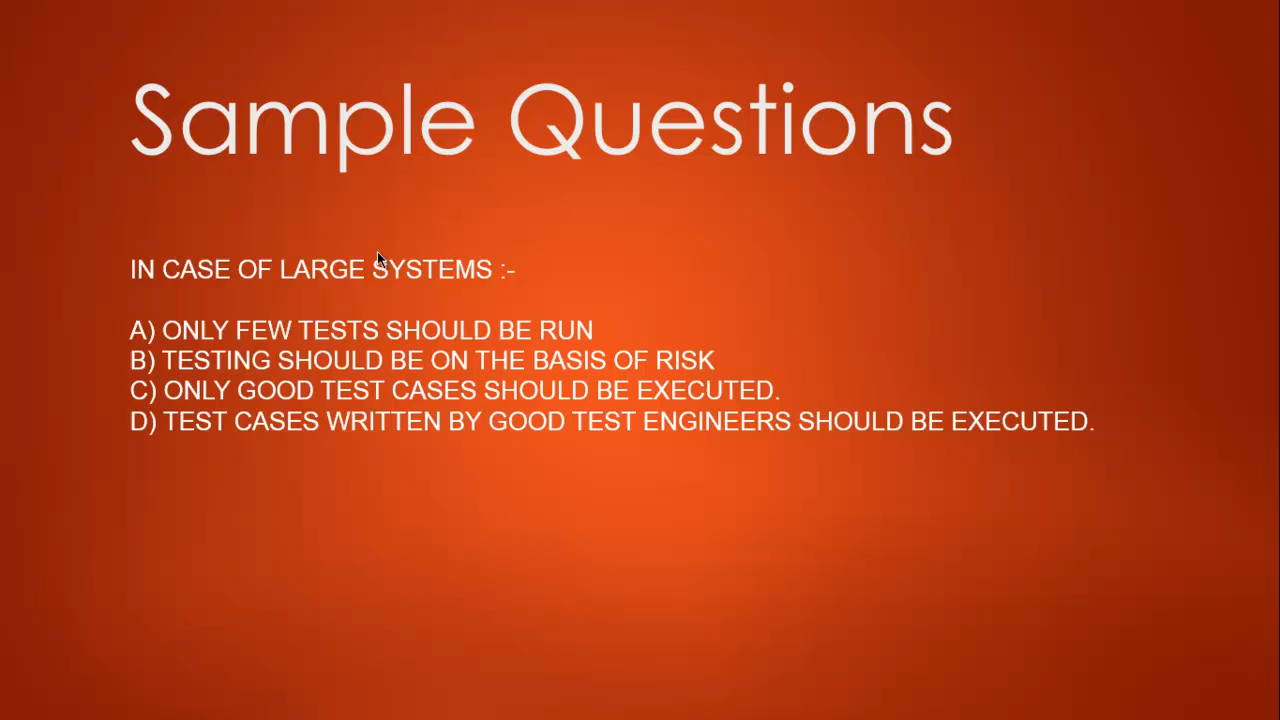 Sample Questions
IN CASE OF LARGE SYSTEMS :-
A) ONLY FEW TESTS SHOULD BE RUN
B) TESTING SHOULD BE ON THE BASIS OF RISK
C) ONLY GOOD TEST CASES SHOULD BE EXECUTED.
D) TEST CASES WRITTEN BY GOOD TEST ENGINEERS SHOULD BE EXECUTED.